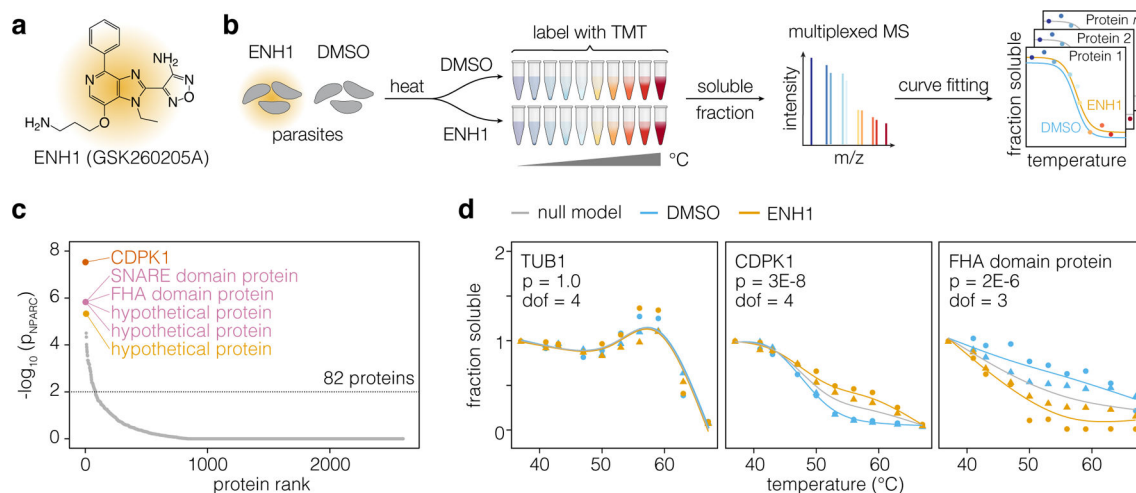 a
NH2
N
N
N
N
N
O
N
N
H2N
O
ENH1 (GSK260205A)
b
ENH1
DMSO
parasites
heat
DMSO
ENH1
label with TMT
°C
soluble
fraction
multiplexed MS
intensity
m/z
curve fitting
Protein
Protein 2
Protein 1
ENH1
DMSO
fraction soluble
temperature
c
-log10 (pNPARC)
8
6
4
2
0
CDPK1
SNARE domain protein
FHA domain protein
hypothetical protein
hypothetical protein
hypothetical protein
82 proteins
0
1000
2000
protein rank
d
null model
DMSO
ENH1
fraction soluble
2
1
0
TUB1
p = 1.0
dof = 4
CDPK1
p = 3E-8
dof = 4
FHA domain protein
p = 2E-6
dof = 3
40
50
60
40
50
60
40
50
60
temperature (°C)